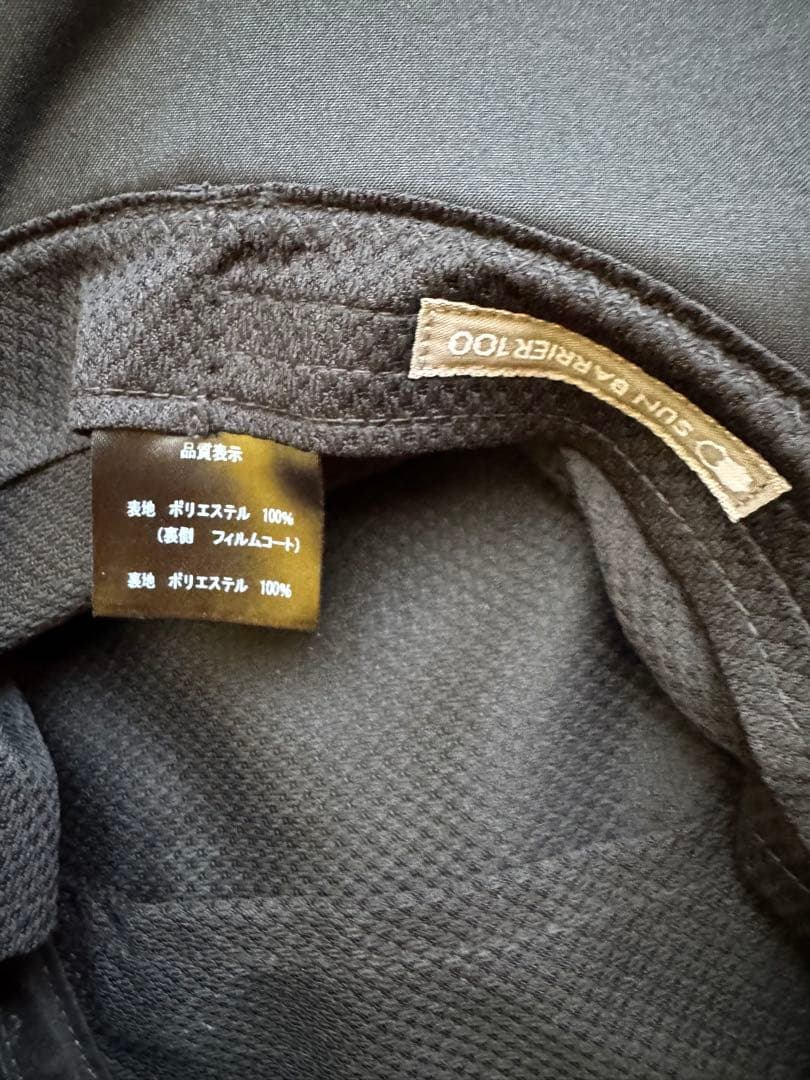 品質表示
表地 ポリエステル 100%
(裏側 フィルムコート)
裏地 ポリエステル 100%
SUN BARRIER100